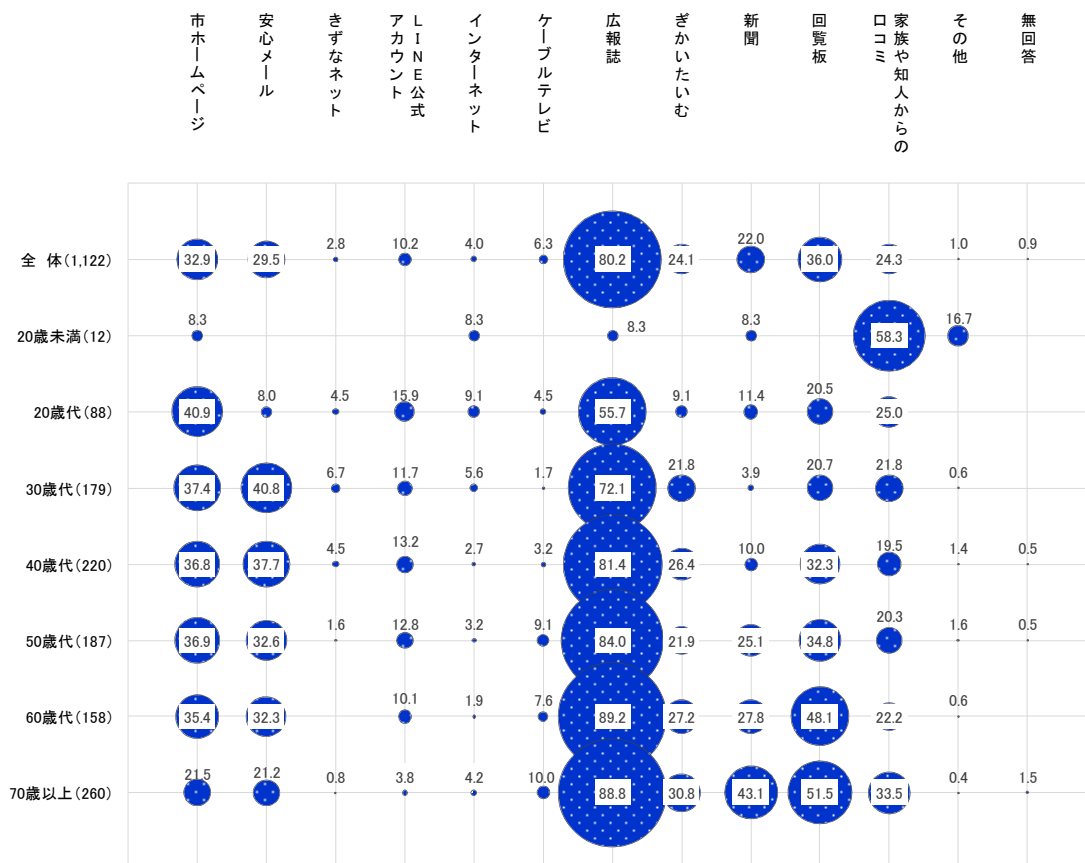 市ホームページ
安心メール
きずなネット
LINE公式
アカウント
インターネット
ケーブルテレビ
広報誌
ぎかいたいむ
新聞
回覧板
家族や知人からの
口コミ
その他
無回答
全 体(1,122) 32.9 29.5 2.8 10.2 4.0 6.3 80.2 24.1 22.0 36.0 24.3 1.0 0.9
20歳未満(12) 8.3 8.3 8.3 8.3 58.3 16.7
20歳代(88) 40.9 8.0 4.5 15.9 9.1 4.5 55.7 9.1 11.4 20.5 25.0
30歳代(179) 37.4 40.8 6.7 11.7 5.6 1.7 72.1 21.8 3.9 20.7 21.8 0.6
40歳代(220) 36.8 37.7 4.5 13.2 2.7 3.2 81.4 26.4 10.0 32.3 19.5 1.4 0.5
50歳代(187) 36.9 32.6 1.6 12.8 3.2 9.1 84.0 21.9 25.1 34.8 20.3 1.6 0.5
60歳代(158) 35.4 32.3 10.1 1.9 7.6 89.2 27.2 27.8 48.1 22.2 0.6
70歳以上(260) 21.5 21.2 0.8 3.8 4.2 10.0 88.8 30.8 43.1 51.5 33.5 0.4 1.5